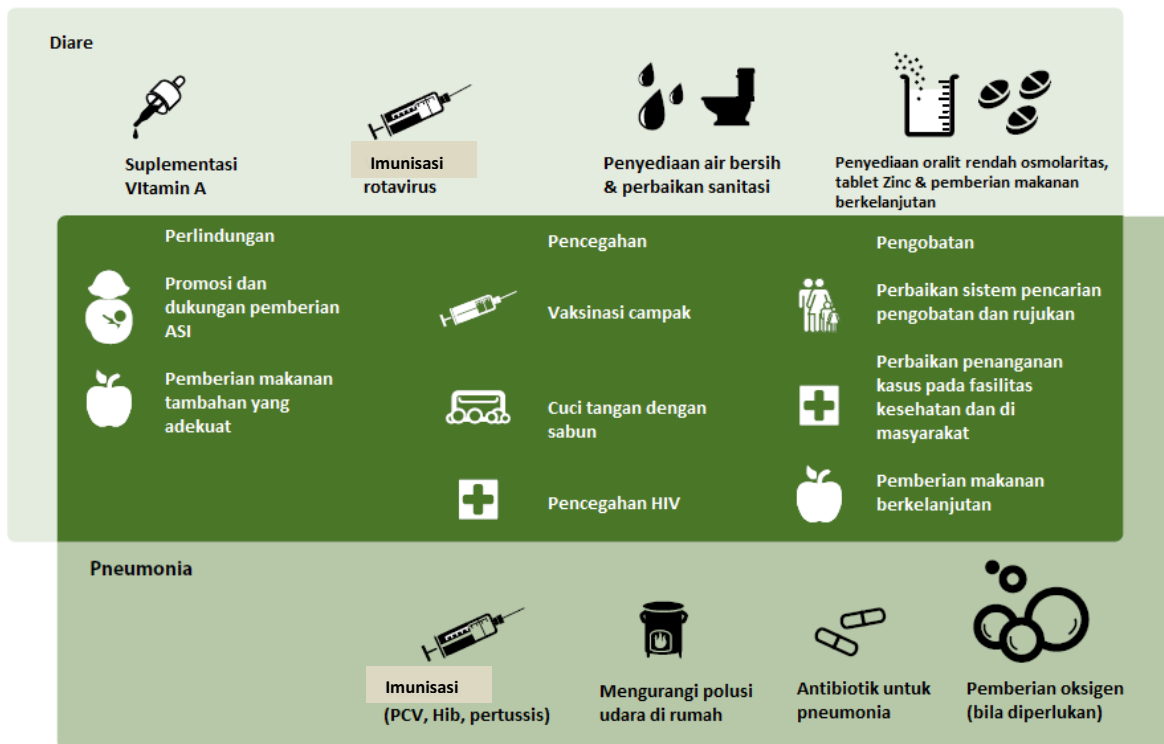 Diare
Suplementasi
VItamin A
Imunisasi
rotavirus
Penyediaan air bersih
& perbaikan sanitasi
Penyediaan oralit rendah osmolaritas,
tablet Zinc & pemberian makanan
berkelanjutan
Perlindungan
Promosi dan
dukungan pemberian
ASI
Pemberian makanan
tambahan yang
adekuat
Pencegahan
Vaksinasi campak
Cuci tangan dengan
sabun
Pencegahan HIV
Pengobatan
Perbaikan sistem pencarian
pengobatan dan rujukan
Perbaikan penanganan
kasus pada fasilitas
kesehatan dan di
masyarakat
Pemberian makanan
berkelanjutan
Pneumonia
Imunisasi
(PCV, Hib, pertussis)
Mengurangi polusi
udara di rumah
Antibiotik untuk
pneumonia
Pemberian oksigen
(bila diperlukan)